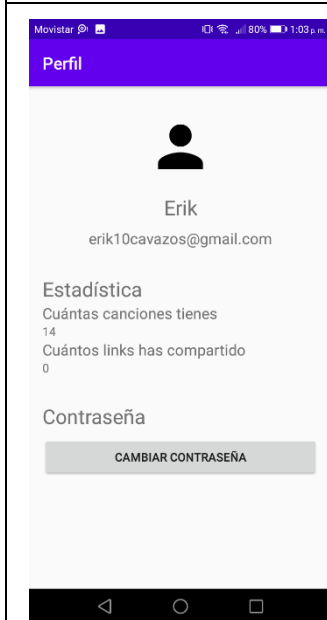 Movistar 80% 1:03 p. m.
Perfil
Erik
erik10cavazos@gmail.com
Estadística
Cuántas canciones tienes
14
Cuántos links has compartido
0
Contraseña
CAMBIAR CONTRASEÑA